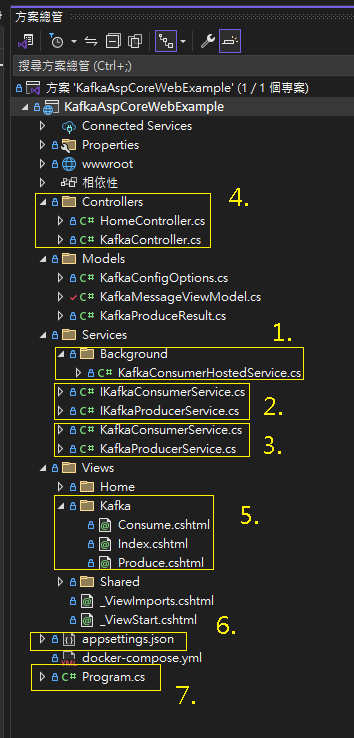 方案總管
搜尋方案總管 (Ctrl+;)
方案 'KafkaAspCoreWebExample' (1 / 1 個專案)
KafkaAspCoreWebExample
Connected Services
Properties
wwwroot
相依性
Controllers
4.
C# HomeController.cs
C# KafkaController.cs
Models
C# KafkaConfigOptions.cs
C# KafkaMessageViewModel.cs
C# KafkaProduceResult.cs
Services
1.
Background
C# KafkaConsumerHostedService.cs
C# IKafkaConsumerService.cs
C# IKafkaProducerService.cs
2.
C# KafkaConsumerService.cs
C# KafkaProducerService.cs
3.
Views
Home
Kafka
5.
Consume.cshtml
Index.cshtml
Produce.cshtml
Shared
_ViewImports.cshtml
_ViewStart.cshtml
6.
appsettings.json
YML docker-compose.yml
C# Program.cs
7.